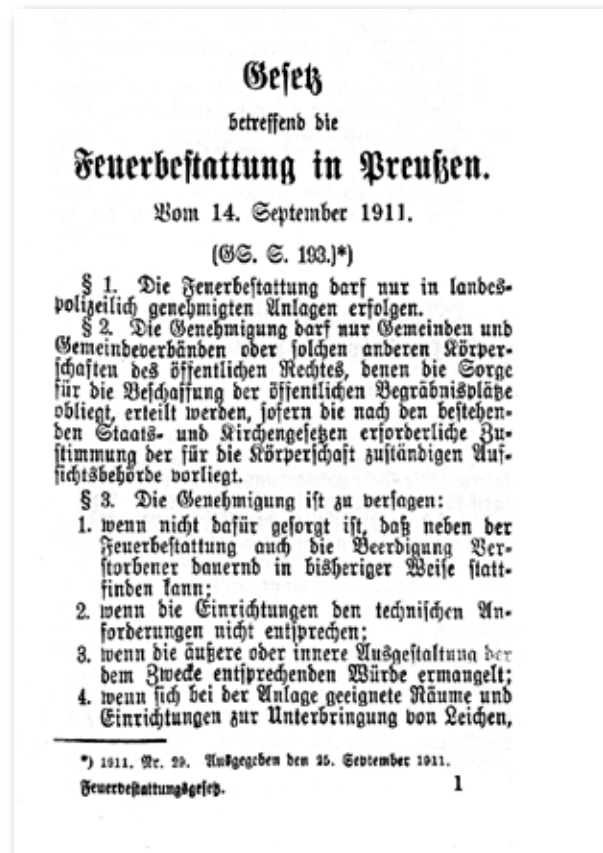 Gesetz
betreffend die
Feuerbestattung in Preußen.
Vom 14. September 1911.
(GS. S. 193.)*)
§ 1. Die Feuerbestattung darf nur in landes-
polizeilich genehmigten Anlagen erfolgen.
§ 2. Die Genehmigung darf nur Gemeinden und
Gemeindeverbänden oder solchen anderen Körper-
schaften des öffentlichen Rechtes, denen die Sorge
für die Beschaffung der öffentlichen Begräbnisplätze
obliegt, erteilt werden, sofern die nach den bestehen-
den Staats- und Kirchengesetzen erforderliche Zu-
stimmung der für die Körperschaft zuständigen Auf-
sichtsbehörde vorliegt.
§ 3. Die Genehmigung ist zu versagen:
1. wenn nicht dafür gesorgt ist, daß neben der
Feuerbestattung auch die Beerdigung Ver-
storbener dauernd in bisheriger Weise statt-
finden kann;
2. wenn die Einrichtungen den technischen An-
forderungen nicht entsprechen;
3. wenn die äußere oder innere Ausgestaltung der
dem Zwecke entsprechenden Würde ermangelt;
4. wenn sich bei der Anlage geeignete Räume und
Einrichtungen zur Unterbringung von Leichen,
*) 1911. Nr. 29. Ausgegeben den 25. September 1911.
Feuerbestattungsgesetz. 1